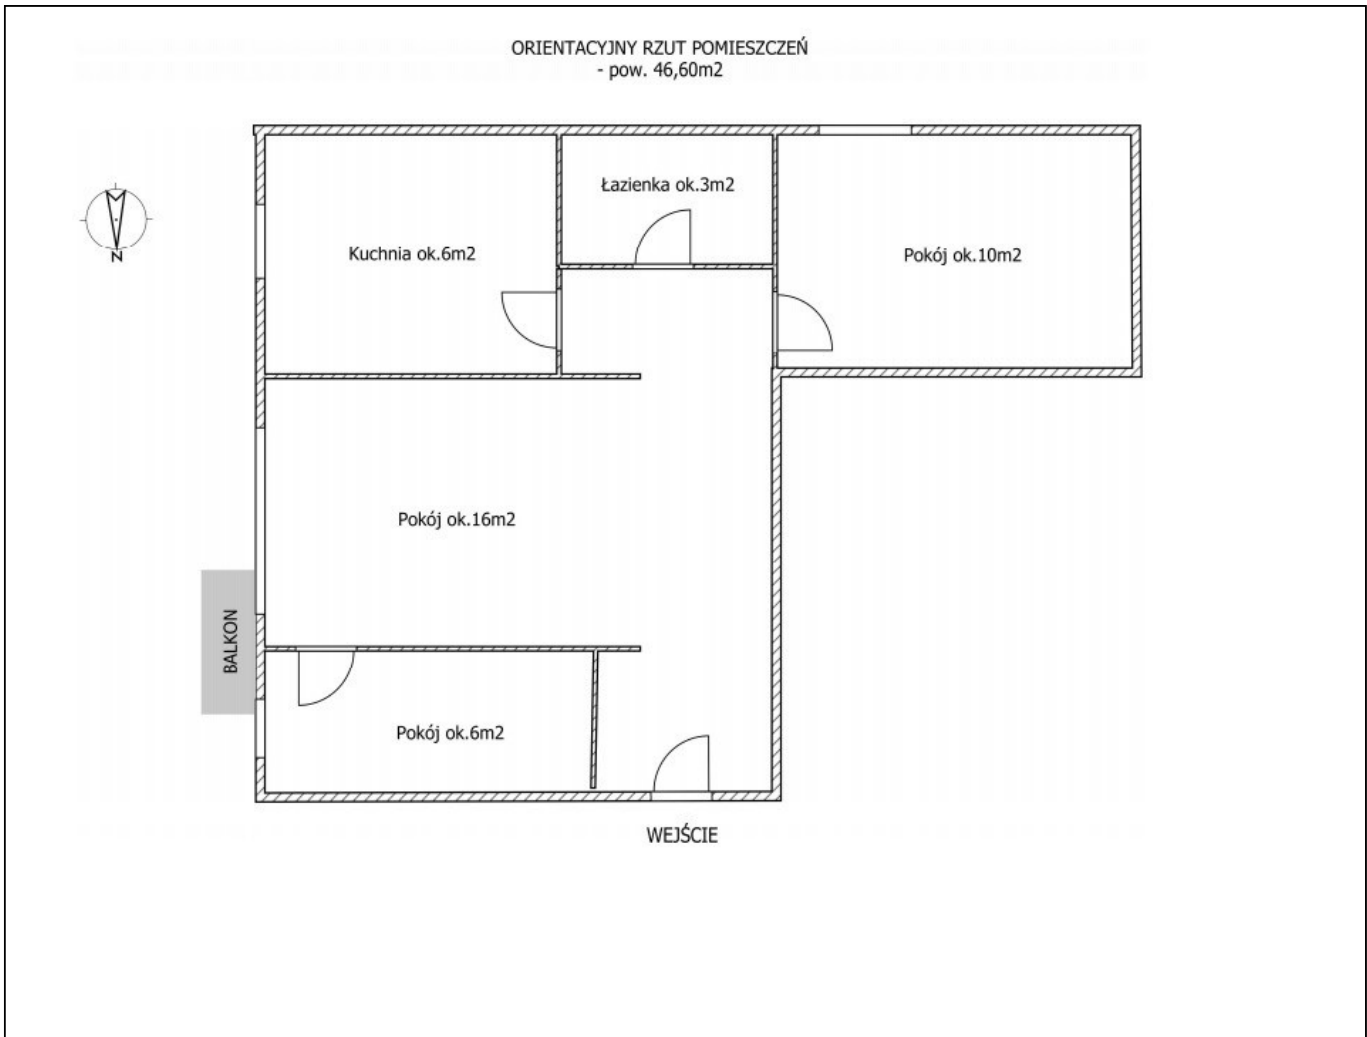 ORIENTACYJNY RZUT POMIESZCZEŃ
- pow. 46,60m2
Łazienka ok.3m2
Kuchnia ok.6m2
Pokój ok.10m2
N
Pokój ok.16m2
BALKON
Pokój ok.6m2
WEJŚCIE